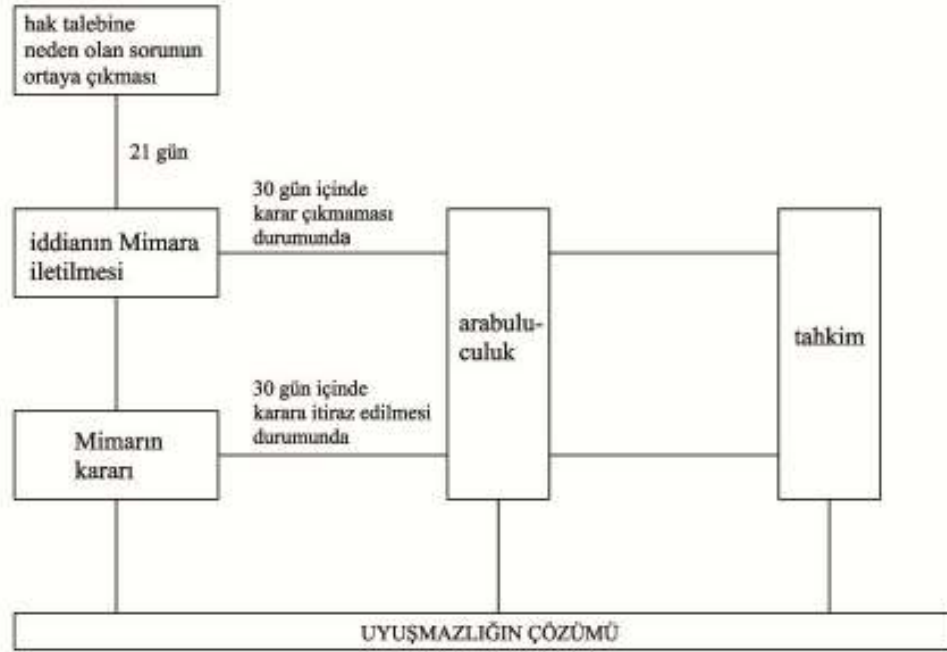 hak talebine
neden olan sorunun
ortaya çıkması
21 gün
30 gün içinde
karar çıkmaması
durumunda
iddianın Mimara
iletilmesi
arabulu-
culuk
tahkim
30 gün içinde
karara itiraz edilmesi
durumunda
Mimarın
kararı
UYUŞMAZLIĞIN ÇÖZÜMÜ